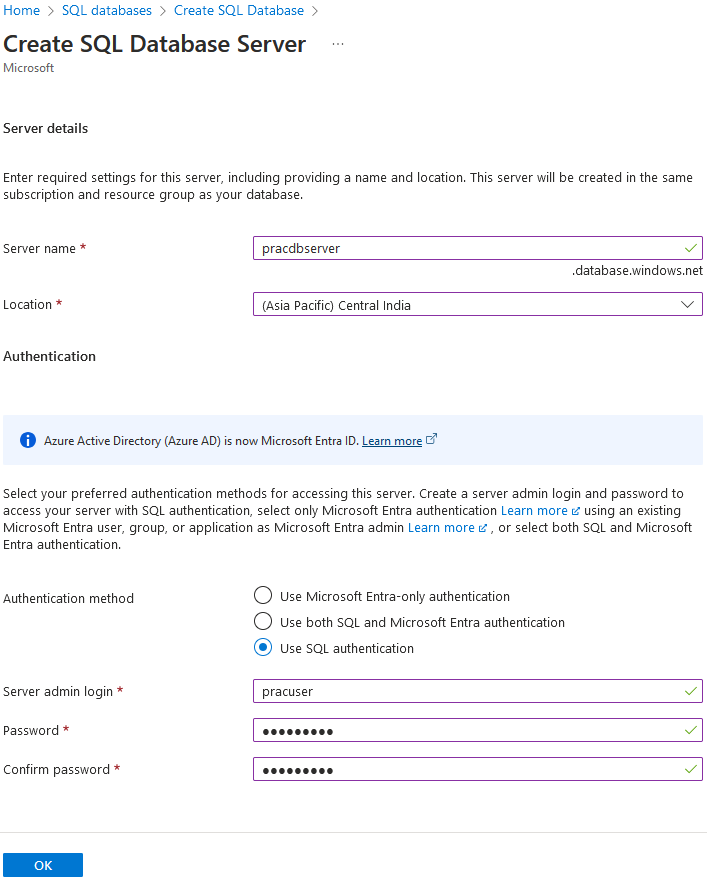 Home > SQL databases > Create SQL Database >
Create SQL Database Server ...
Microsoft
Server details
Enter required settings for this server, including providing a name and location. This server will be created in the same
subscription and resource group as your database.
Server name *
pracdbserver
.database.windows.net
Location *
(Asia Pacific) Central India
Authentication
Azure Active Directory (Azure AD) is now Microsoft Entra ID. Learn more
Select your preferred authentication methods for accessing this server. Create a server admin login and password to
access your server with SQL authentication, select only Microsoft Entra authentication Learn more using an existing
Microsoft Entra user, group, or application as Microsoft Entra admin Learn more , or select both SQL and Microsoft
Entra authentication.
Authentication method
Use Microsoft Entra-only authentication
Use both SQL and Microsoft Entra authentication
Use SQL authentication
Server admin login *
pracuser
Password *
●●●●●●●●●
Confirm password *
●●●●●●●●●
OK